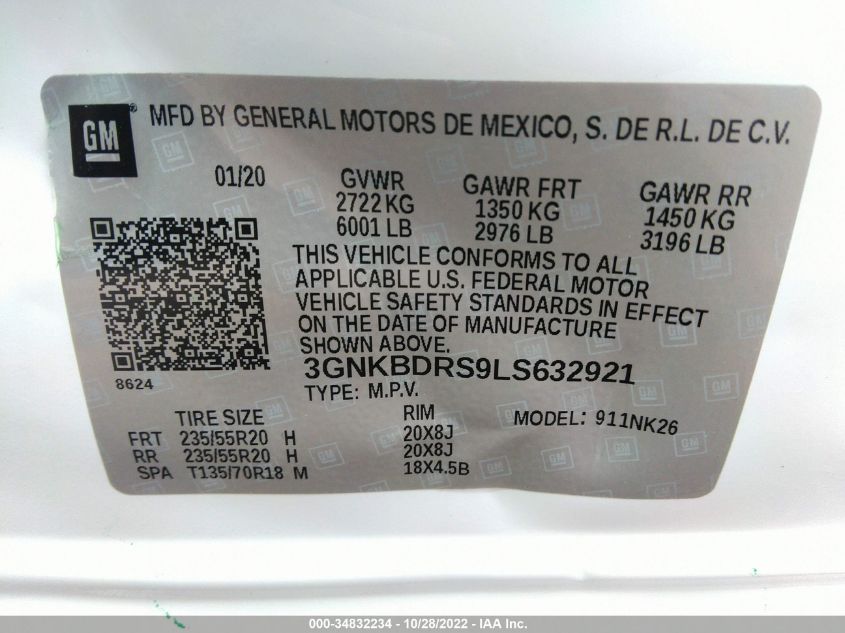 GM MFD BY GENERAL MOTORS DE MEXICO, S. DE R.L. DE C.V.
01/20 GVWR GAWR FRT GAWR RR
2722 KG 1350 KG 1450 KG
6001 LB 2976 LB 3196 LB
THIS VEHICLE CONFORMS TO ALL
APPLICABLE U.S. FEDERAL MOTOR
VEHICLE SAFETY STANDARDS IN EFFECT
ON THE DATE OF MANUFACTURE
SHOWN ABOVE.
8624 3GNKBDRS9LS632921
TYPE: M.P.V.
TIRE SIZE RIM MODEL: 911NK26
FRT 235/55R20 H 20X8J
RR 235/55R20 H 20X8J
SPA T135/70R18 M 18X4.5B
000-34832234 - 10/28/2022 - IAA Inc.